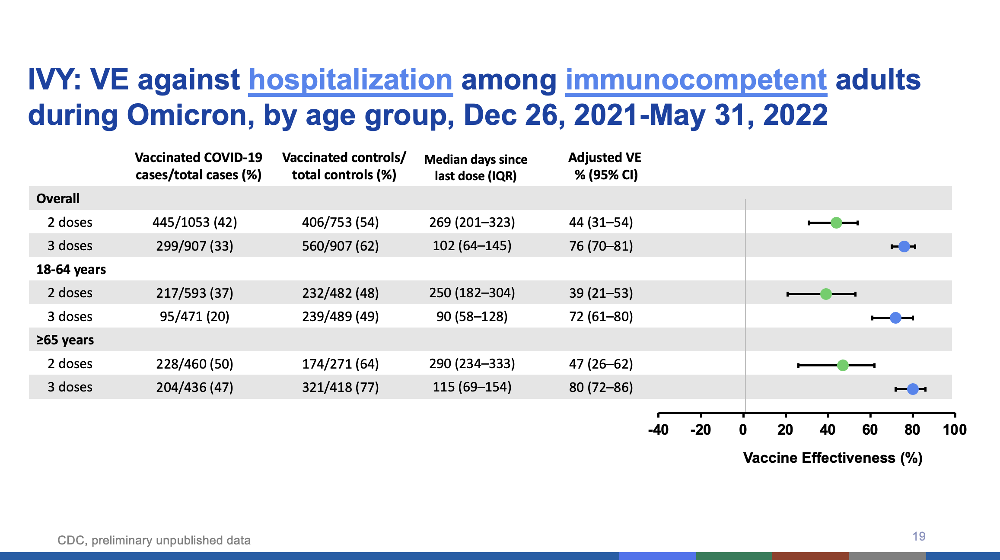 IVY: VE against hospitalization among immunocompetent adults
during Omicron, by age group, Dec 26, 2021-May 31, 2022
Vaccinated COVID-19 cases/total cases (%)
Vaccinated controls/ total controls (%)
Median days since last dose (IQR)
Adjusted VE % (95% CI)
Overall
2 doses 445/1053 (42) 406/753 (54) 269 (201–323) 44 (31–54)
3 doses 299/907 (33) 560/907 (62) 102 (64–145) 76 (70–81)
18-64 years
2 doses 217/593 (37) 232/482 (48) 250 (182–304) 39 (21–53)
3 doses 95/471 (20) 239/489 (49) 90 (58–128) 72 (61–80)
≥65 years
2 doses 228/460 (50) 174/271 (64) 290 (234–333) 47 (26–62)
3 doses 204/436 (47) 321/418 (77) 115 (69–154) 80 (72–86)
-40 -20 0 20 40 60 80 100
Vaccine Effectiveness (%)
CDC, preliminary unpublished data
19